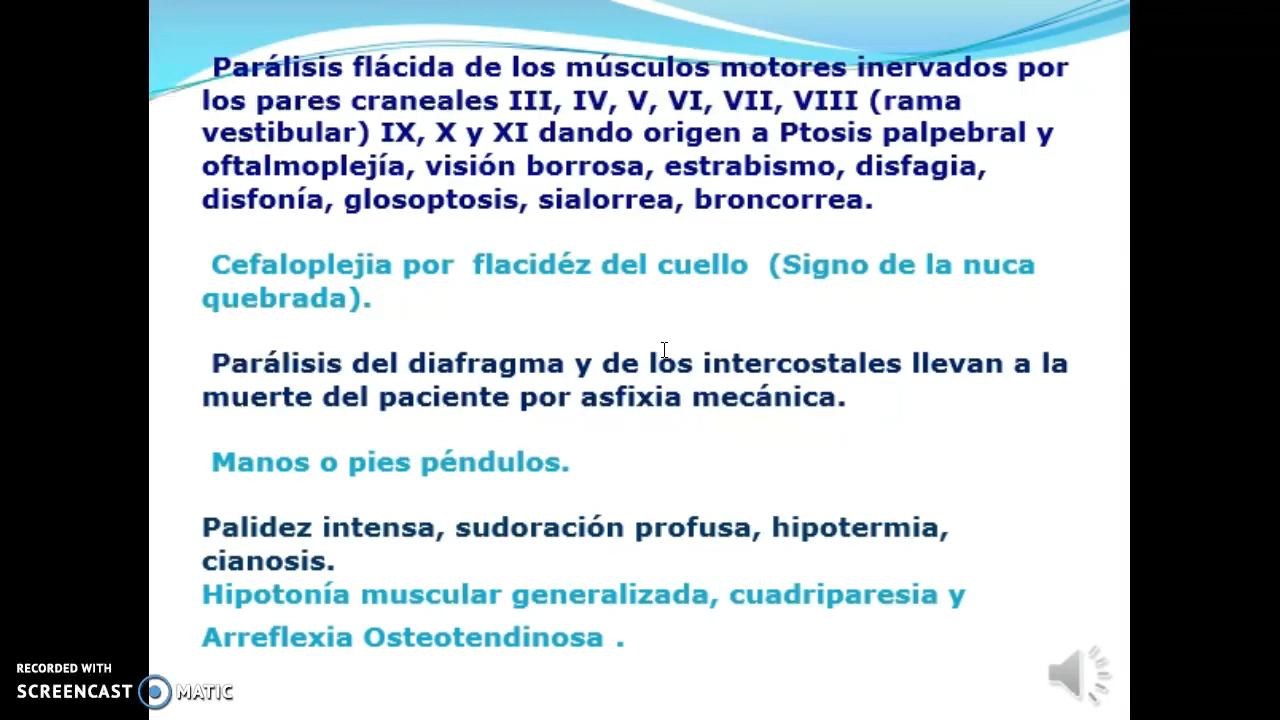 Parálisis flácida de los músculos motores inervados por
los pares craneales III, IV, V, VI, VII, VIII (rama
vestibular) IX, X y XI dando origen a Ptosis palpebral y
oftalmoplejía, visión borrosa, estrabismo, disfagia,
disfonía, glosoptosis, sialorrea, broncorrea.
Cefaloplejia por flacidéz del cuello (Signo de la nuca
quebrada).
Parálisis del diafragma y de los intercostales llevan a la
muerte del paciente por asfixia mecánica.
Manos o pies péndulos.
Palidez intensa, sudoración profusa, hipotermia,
cianosis.
Hipotonía muscular generalizada, cuadriparesia y
Arreflexia Osteotendinosa .
RECORDED WITH
SCREENCAST MATIC